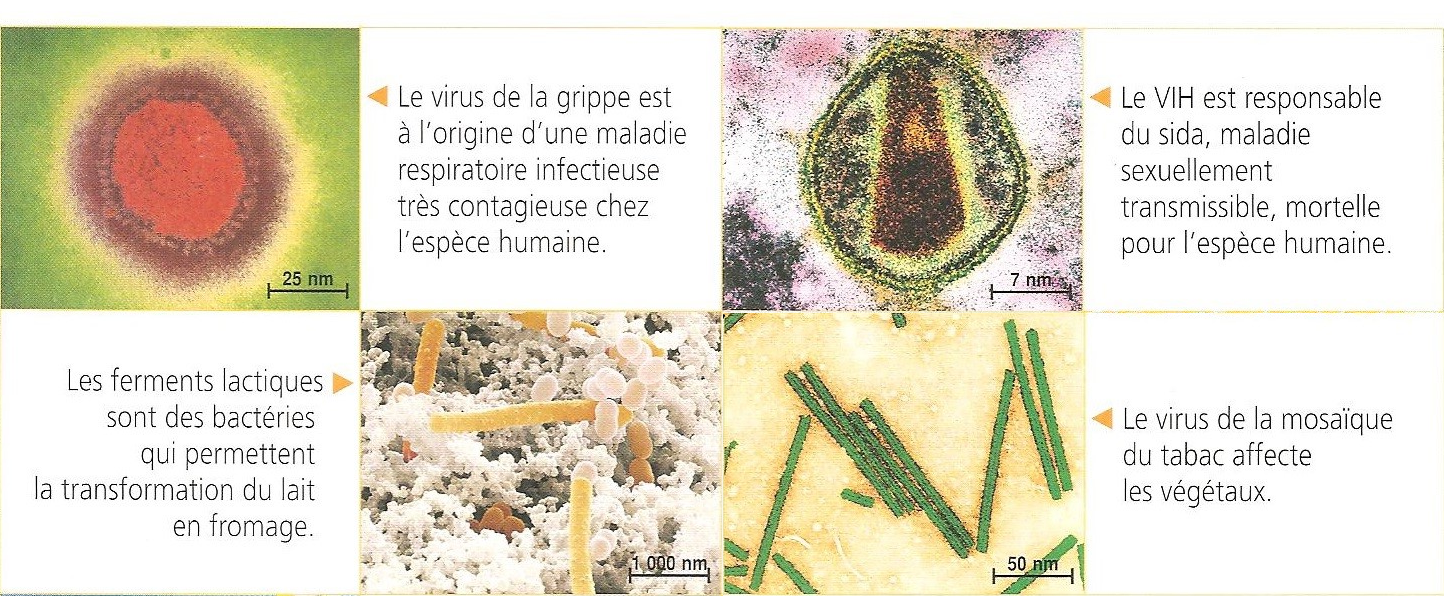 Le virus de la grippe est
à l'origine d'une maladie
respiratoire infectieuse
très contagieuse chez
l'espèce humaine.
25 nm
Le VIH est responsable
du sida, maladie
sexuellement
transmissible, mortelle
pour l'espèce humaine.
7 nm
Les ferments lactiques
sont des bactéries
qui permettent
la transformation du lait
en fromage.
1 000 nm
Le virus de la mosaïque
du tabac affecte
les végétaux.
50 nm